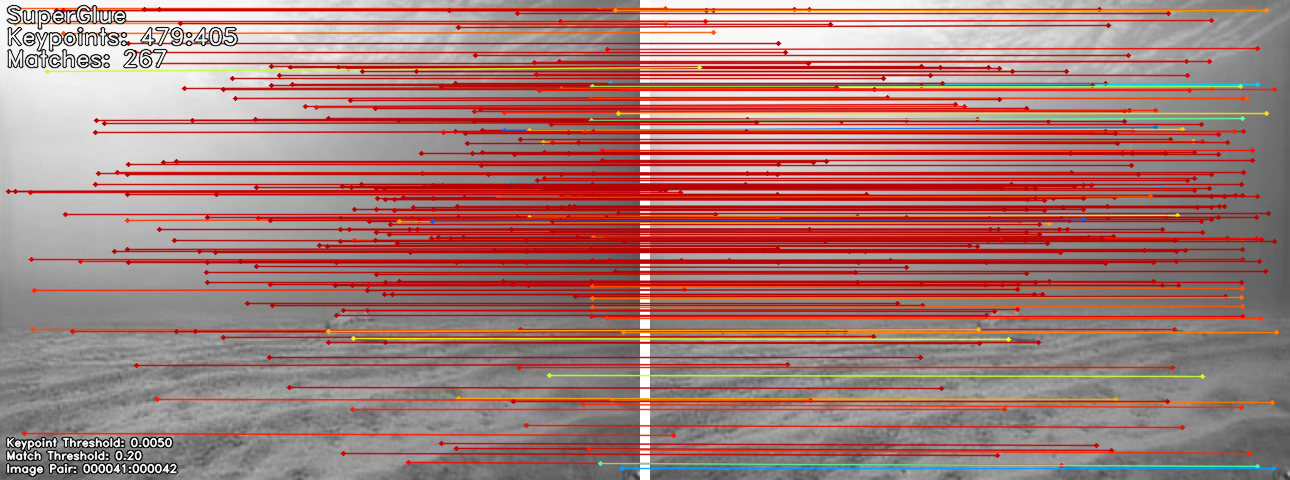 SuperGlue
Keypoints: 479:405
Matches: 267
Keypoint Threshold: 0.0050
Match Threshold: 0.20
Image Pair: 000041:000042